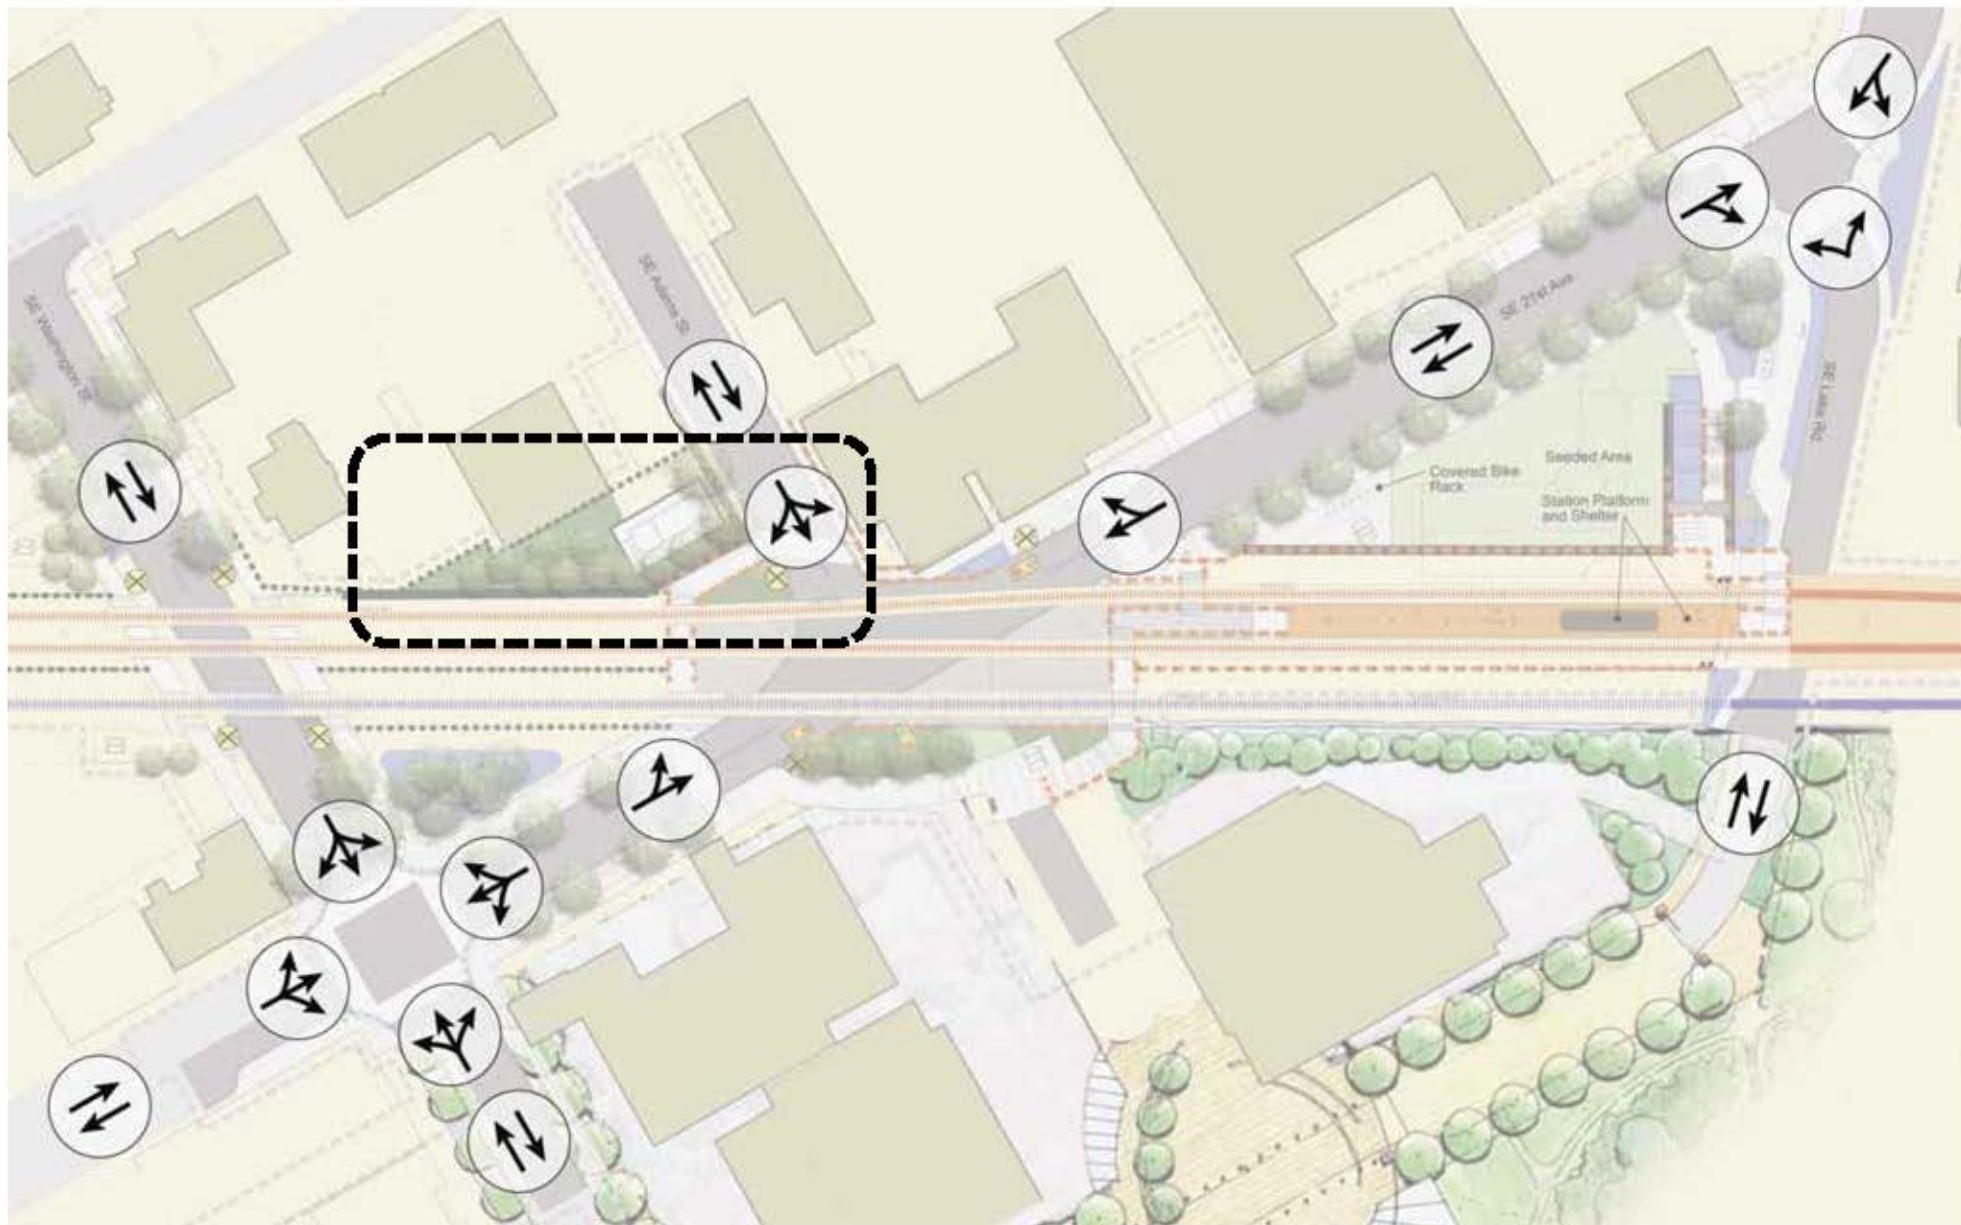 SE Washington St.
SE Adams St.
SE 21st Ave
SE Lake Rd.
Covered Bike
Rack
Seeded Area
Station Platform
and Shelter